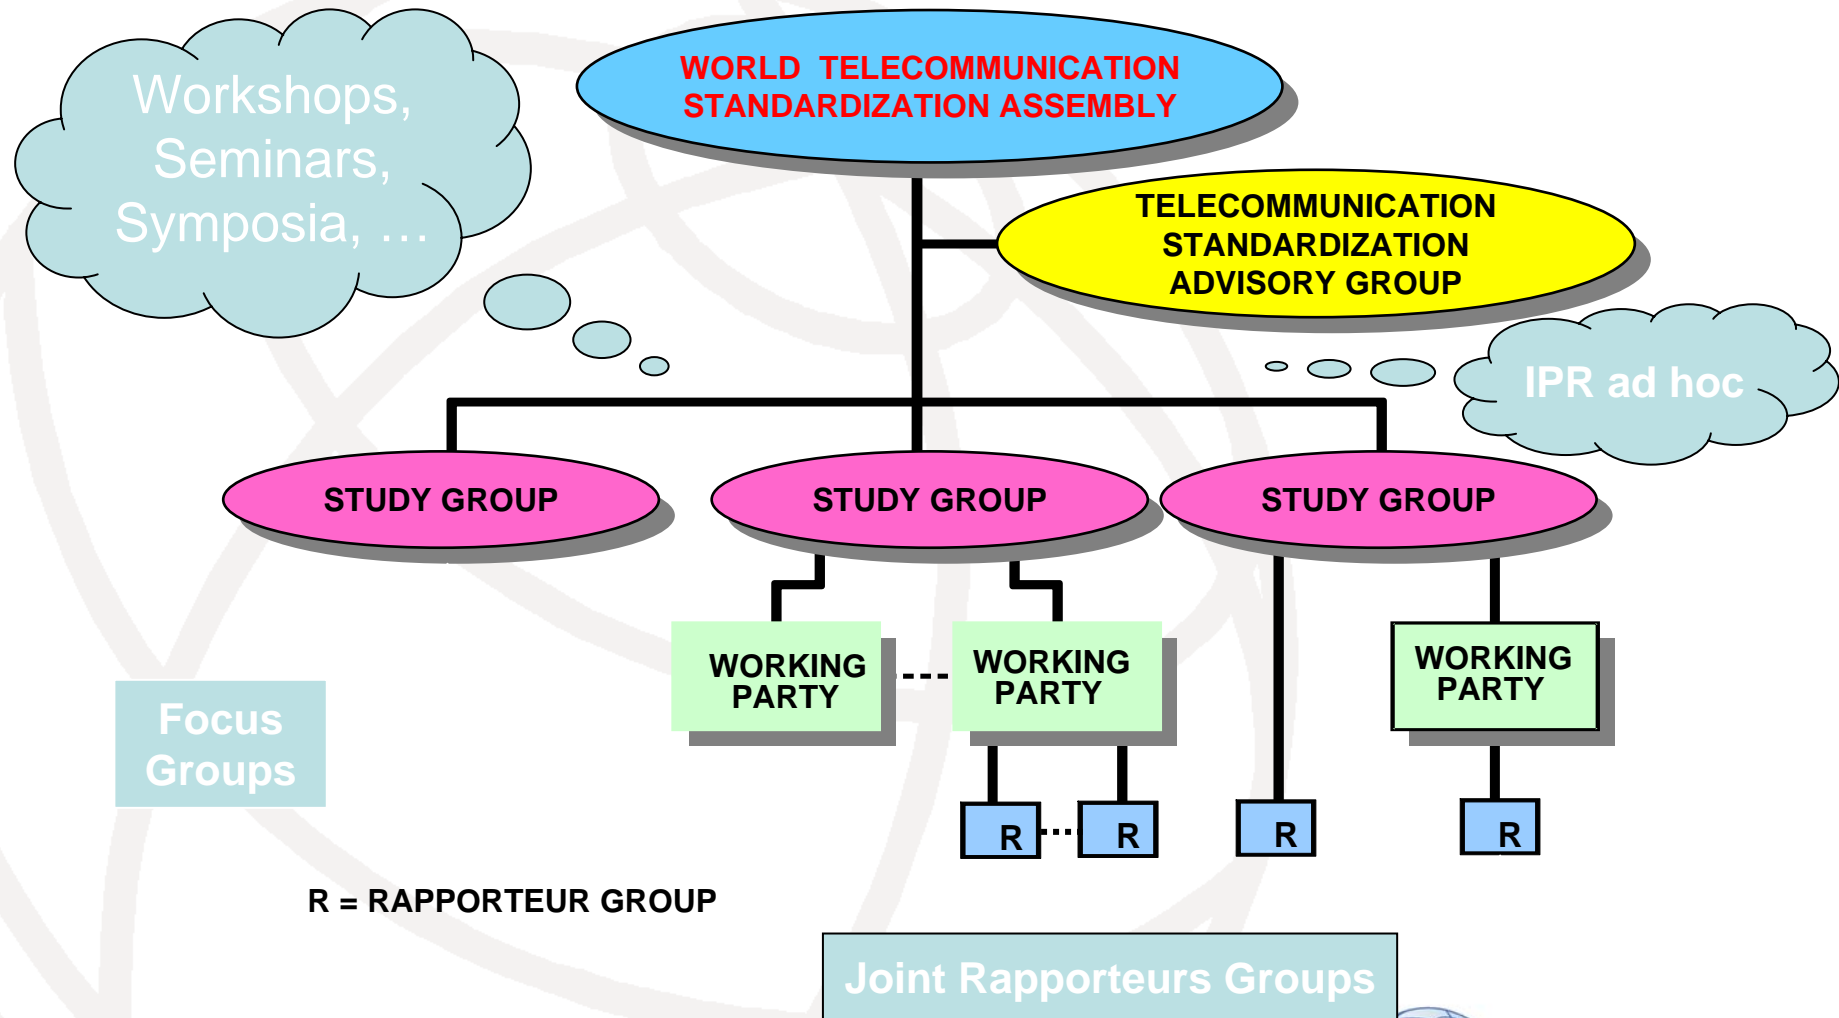 WORLD TELECOMMUNICATION
STANDARDIZATION ASSEMBLY
Workshops,
Seminars,
Symposia, …
TELECOMMUNICATION
STANDARDIZATION
ADVISORY GROUP
IPR ad hoc
STUDY GROUP
STUDY GROUP
STUDY GROUP
WORKING
PARTY
WORKING
PARTY
WORKING
PARTY
Focus
Groups
R
R
R
R
R = RAPPORTEUR GROUP
Joint Rapporteurs Groups